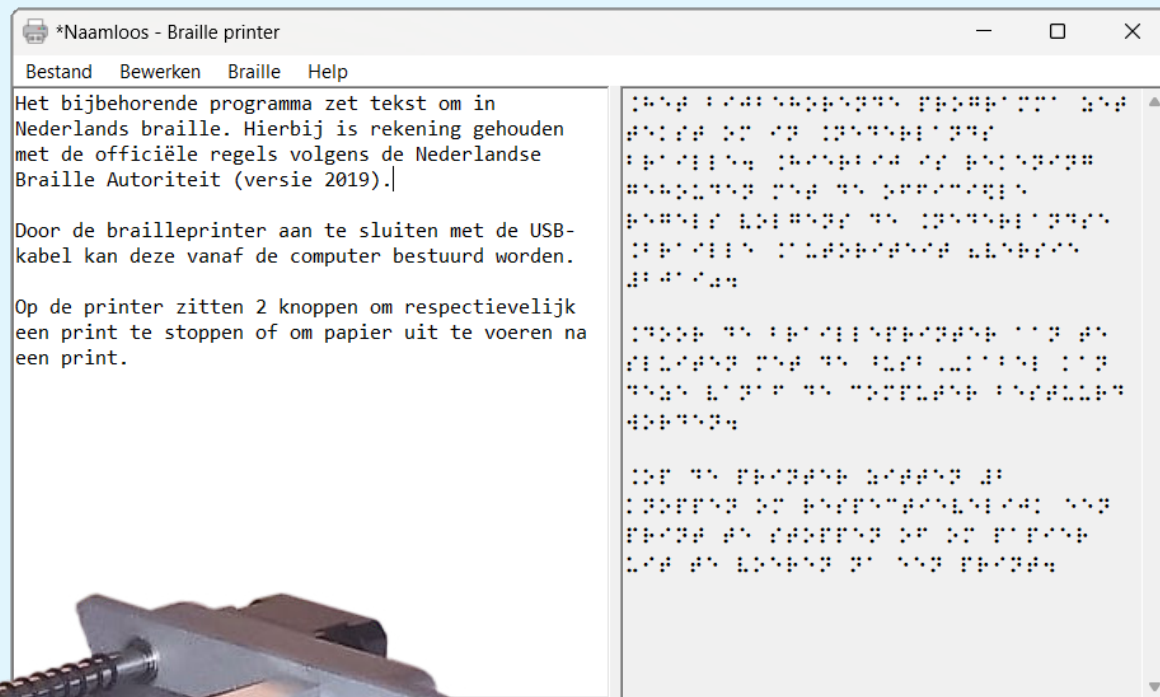 *Naamloos - Braille printer
Bestand Bewerken Braille Help
Het bijbehorende programma zet tekst om in
Nederlands braille. Hierbij is rekening gehouden
met de officiële regels volgens de Nederlandse
Braille Autoriteit (versie 2019).
Door de brailleprinter aan te sluiten met de USB-
kabel kan deze vanaf de computer bestuurd worden.
Op de printer zitten 2 knoppen om respectievelijk
een print te stoppen of om papier uit te voeren na
een print.
⠨⠓⠑⠞ ⠃⠊⠚⠃⠑⠓⠕⠗⠑⠝⠙⠑ ⠏⠗⠕⠛⠗⠁⠍⠍⠁ ⠵⠑⠞
⠞⠑⠅⠎⠞ ⠕⠍ ⠊⠝ ⠨⠝⠑⠙⠑⠗⠇⠁⠝⠙⠎
⠃⠗⠁⠊⠇⠇⠑⠲ ⠨⠓⠊⠑⠗⠃⠊⠚ ⠊⠎ ⠗⠑⠅⠑⠝⠊⠝⠛
⠛⠑⠓⠕⠥⠙⠑⠝ ⠍⠑⠞ ⠙⠑ ⠕⠋⠋⠊⠉⠊⠫⠇⠑
⠗⠑⠛⠑⠇⠎ ⠧⠕⠇⠛⠑⠝⠎ ⠙⠑ ⠨⠝⠑⠙⠑⠗⠇⠁⠝⠙⠎⠑
⠨⠃⠗⠁⠊⠇⠇⠑ ⠨⠁⠥⠞⠕⠗⠊⠞⠑⠊⠞ ⠦⠧⠑⠗⠎⠊⠑
⠼⠃⠚⠁⠊⠴⠲
⠨⠙⠕⠕⠗ ⠙⠑ ⠃⠗⠁⠊⠇⠇⠑⠏⠗⠊⠝⠞⠑⠗ ⠁⠁⠝ ⠞⠑
⠎⠇⠥⠊⠞⠑⠝ ⠍⠑⠞ ⠙⠑ ⠘⠥⠎⠃⠠⠤⠅⠁⠃⠑⠇ ⠅⠁⠝
⠙⠑⠵⠑ ⠧⠁⠝⠁⠋ ⠙⠑ ⠉⠕⠍⠏⠥⠞⠑⠗ ⠃⠑⠎⠞⠥⠥⠗⠙
⠺⠕⠗⠙⠑⠝⠲
⠨⠕⠏ ⠙⠑ ⠏⠗⠊⠝⠞⠑⠗ ⠵⠊⠞⠞⠑⠝ ⠼⠃
⠅⠝⠕⠏⠏⠑⠝ ⠕⠍ ⠗⠑⠎⠏⠑⠉⠞⠊⠑⠧⠑⠇⠊⠚⠅ ⠑⠑⠝
⠏⠗⠊⠝⠞ ⠞⠑ ⠎⠞⠕⠏⠏⠑⠝ ⠕⠋ ⠕⠍ ⠏⠁⠏⠊⠑⠗
⠥⠊⠞ ⠞⠑ ⠧⠕⠑⠗⠑⠝ ⠝⠁ ⠑⠑⠝ ⠏⠗⠊⠝⠞⠲